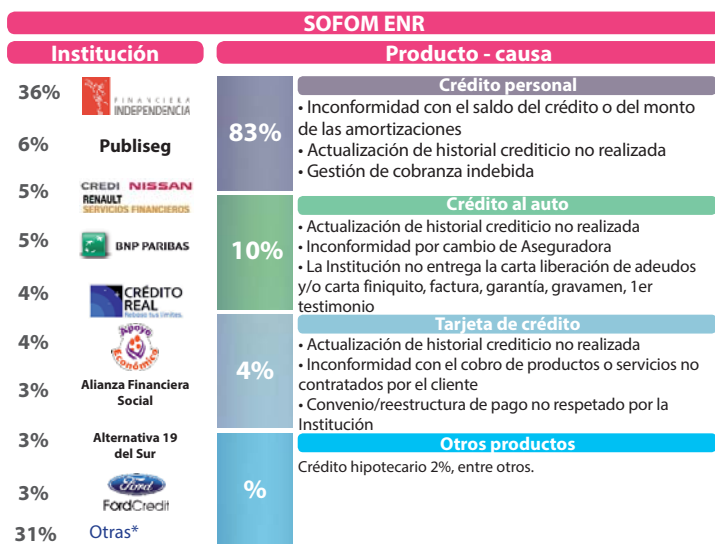 SOFOM ENR
Institución
Producto - causa
36%
FINANCIERA
INDEPENDENCIA
6%
Publiseg
5%
CREDI NISSAN
RENAULT
SERVICIOS FINANCIEROS
5%
BNP PARIBAS
4%
CRÉDITO
REAL
Rebasa tus límites.
4%
Apoyo
Económico
3%
Alianza Financiera
Social
3%
Alternativa 19
del Sur
3%
Ford
FordCredit
31%
Otras*
83%
Crédito personal
• Inconformidad con el saldo del crédito o del monto
de las amortizaciones
• Actualización de historial crediticio no realizada
• Gestión de cobranza indebida
10%
Crédito al auto
• Actualización de historial crediticio no realizada
• Inconformidad por cambio de Aseguradora
• La Institución no entrega la carta liberación de adeudos
y/o carta finiquito, factura, garantía, gravamen, 1er
testimonio
4%
Tarjeta de crédito
• Actualización de historial crediticio no realizada
• Inconformidad con el cobro de productos o servicios no
contratados por el cliente
• Convenio/reestructura de pago no respetado por la
Institución
%
Otros productos
Crédito hipotecario 2%, entre otros.